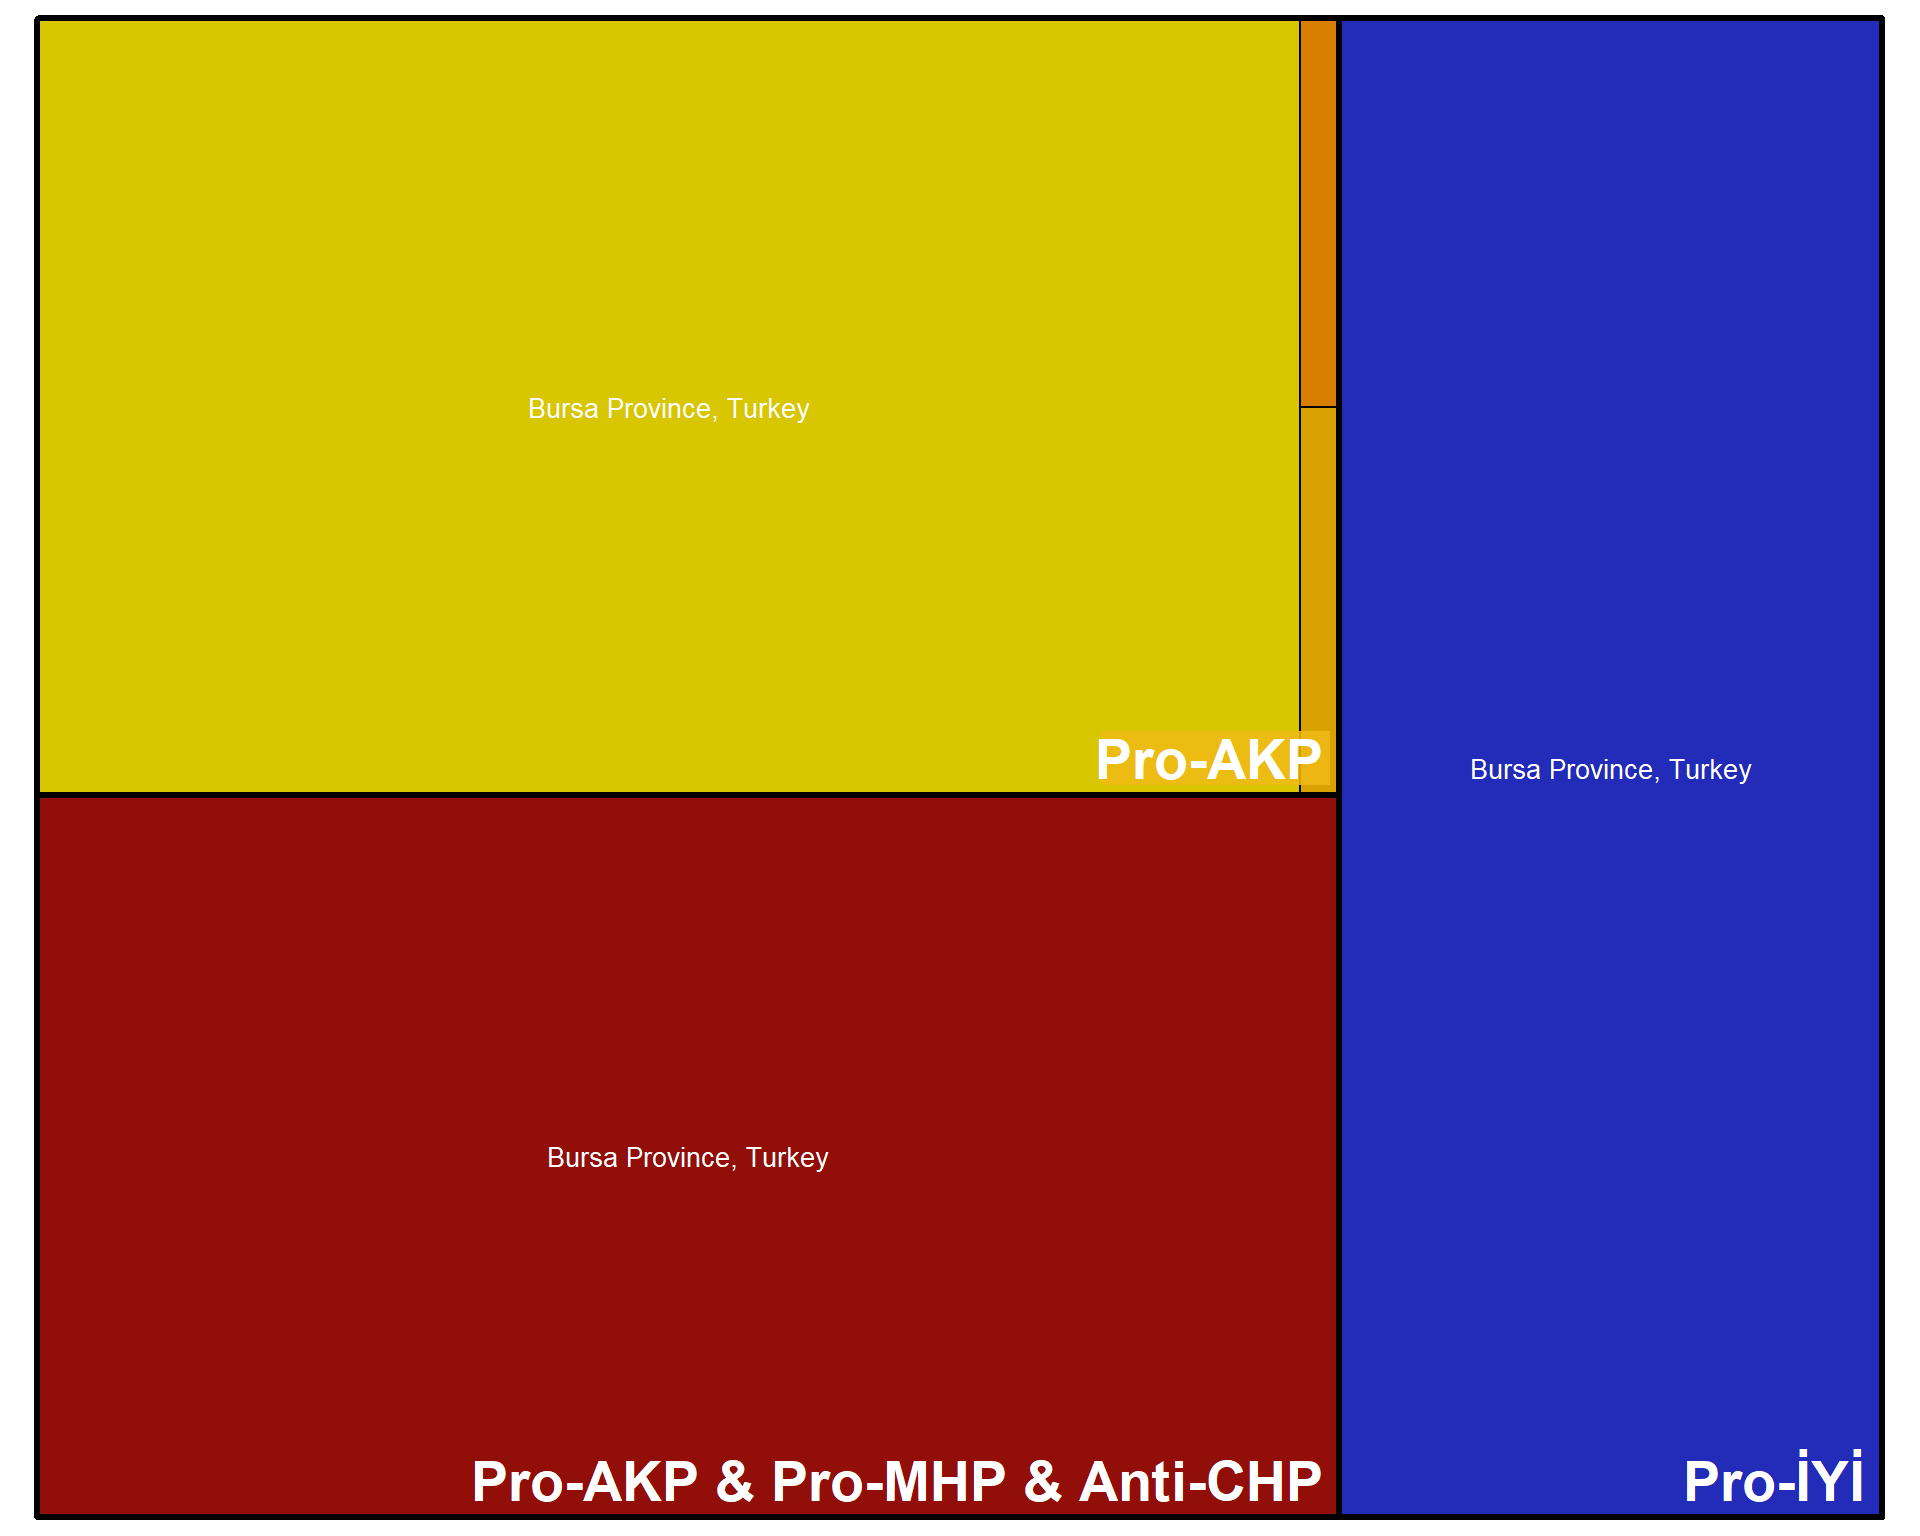 Bursa Province, Turkey
Pro-AKP
Bursa Province, Turkey
Bursa Province, Turkey
Pro-AKP & Pro-MHP & Anti-CHP
Pro-İYİ